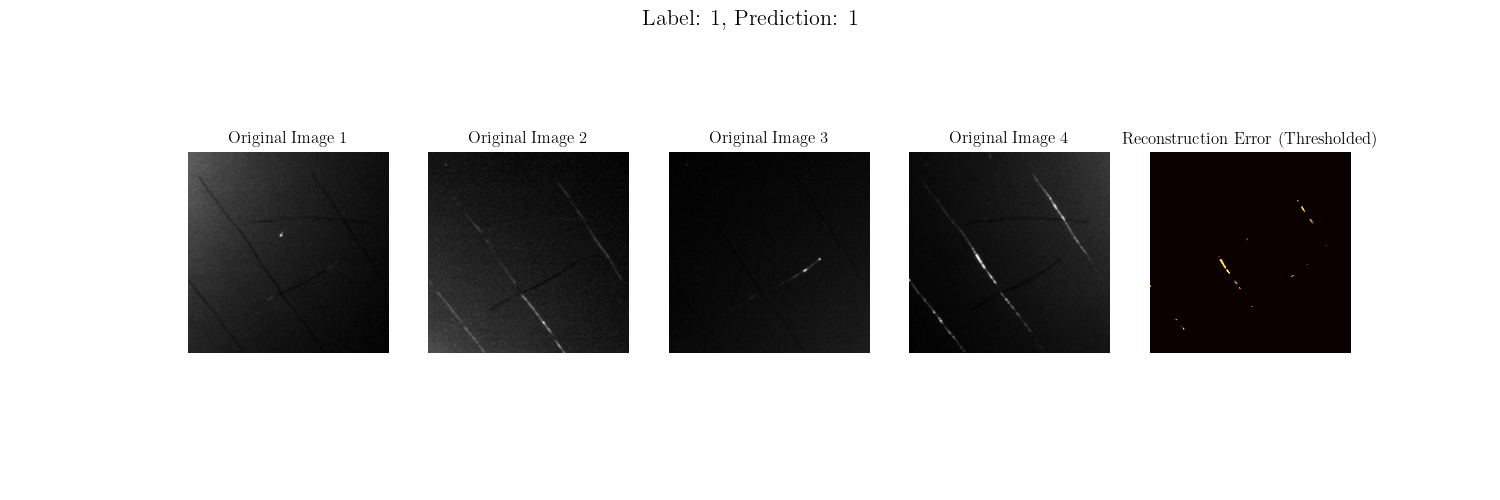 Label: 1, Prediction: 1
Original Image 1
Original Image 2
Original Image 3
Original Image 4
Reconstruction Error (Thresholded)